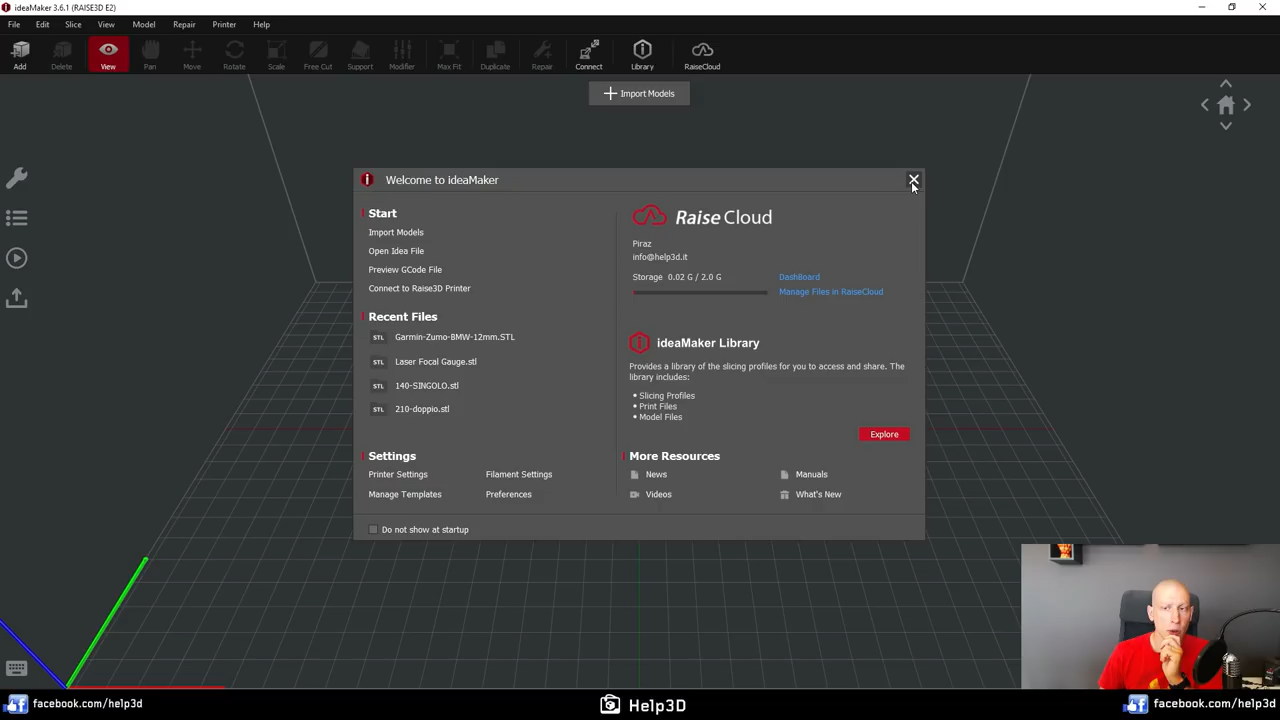 ideaMaker 3.6.1 (RAISE3D E2)
File Edit Slice View Model Repair Printer Help
Add Delete View Pan Move Rotate Scale Free Cut Support Modifier Max Fit Duplicate Repair Connect Library RaiseCloud
Import Models
Welcome to ideaMaker
Start
Import Models
Open Idea File
Preview GCode File
Connect to Raise3D Printer
Recent Files
STL Garmin-Zumo-BMW-12mm.STL
STL Laser Focal Gauge.stl
STL 140-SINGOLO.stl
STL 210-doppio.stl
Settings
Printer Settings Filament Settings
Manage Templates Preferences
Do not show at startup
RaiseCloud
Piraz
info@help3d.it
Storage 0.02 G / 2.0 G DashBoard
Manage Files in RaiseCloud
ideaMaker Library
Provides a library of the slicing profiles for you to access and share. The
library includes:
• Slicing Profiles
• Print Files
• Model Files
Explore
More Resources
News Manuals
Videos What's New
facebook.com/help3d Help3D facebook.com/help3d